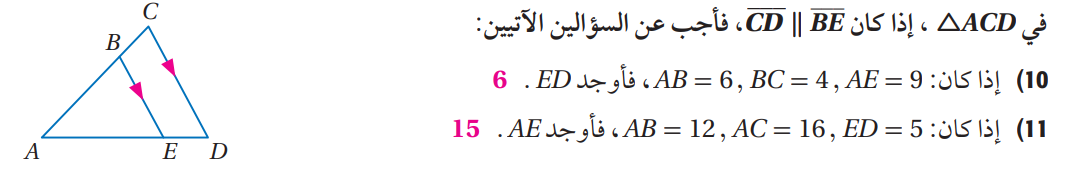 في △ACD ، إذا كان BE ∥ CD، فأجب عن السؤالين الآتيين:
(10 إذا كان: AB = 6 , BC = 4 , AE = 9 ، فأوجد ED . 6
(11 إذا كان: AB = 12 , AC = 16 , ED = 5 ، فأوجد AE . 15
C
B
A
E
D